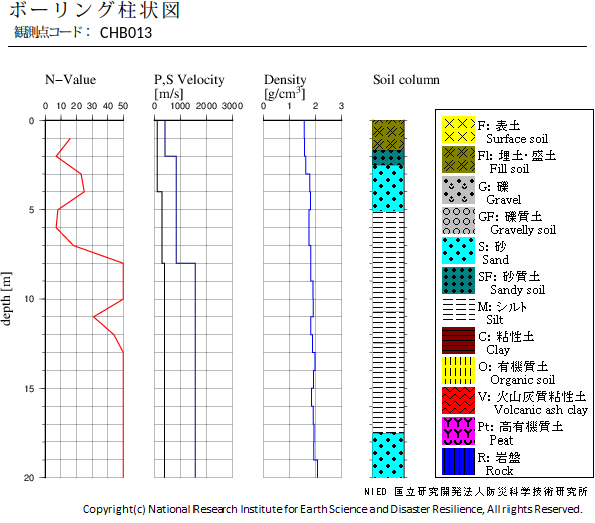 ボーリング柱状図
観測点コード： CHB013
N−Value
P,S Velocity
[m/s]
Density
[g/cm3]
Soil column
0 10 20 30 40 50
0 1000 2000 3000
0 1 2 3
0
5
10
15
20
depth [m]
F: 表土
Surface soil
Fl: 埋土・盛土
Fill soil
G: 礫
Gravel
GF: 礫質土
Gravelly soil
S: 砂
Sand
SF: 砂質土
Sandy soil
M: シルト
Silt
C: 粘性土
Clay
O: 有機質土
Organic soil
V: 火山灰質粘性土
Volcanic ash clay
Pt: 高有機質土
Peat
R: 岩盤
Rock
NIED 国立研究開発法人防災科学技術研究所
Copyright(c) National Research Institute for Earth Science and Disaster Resilience, All rights Reserved.